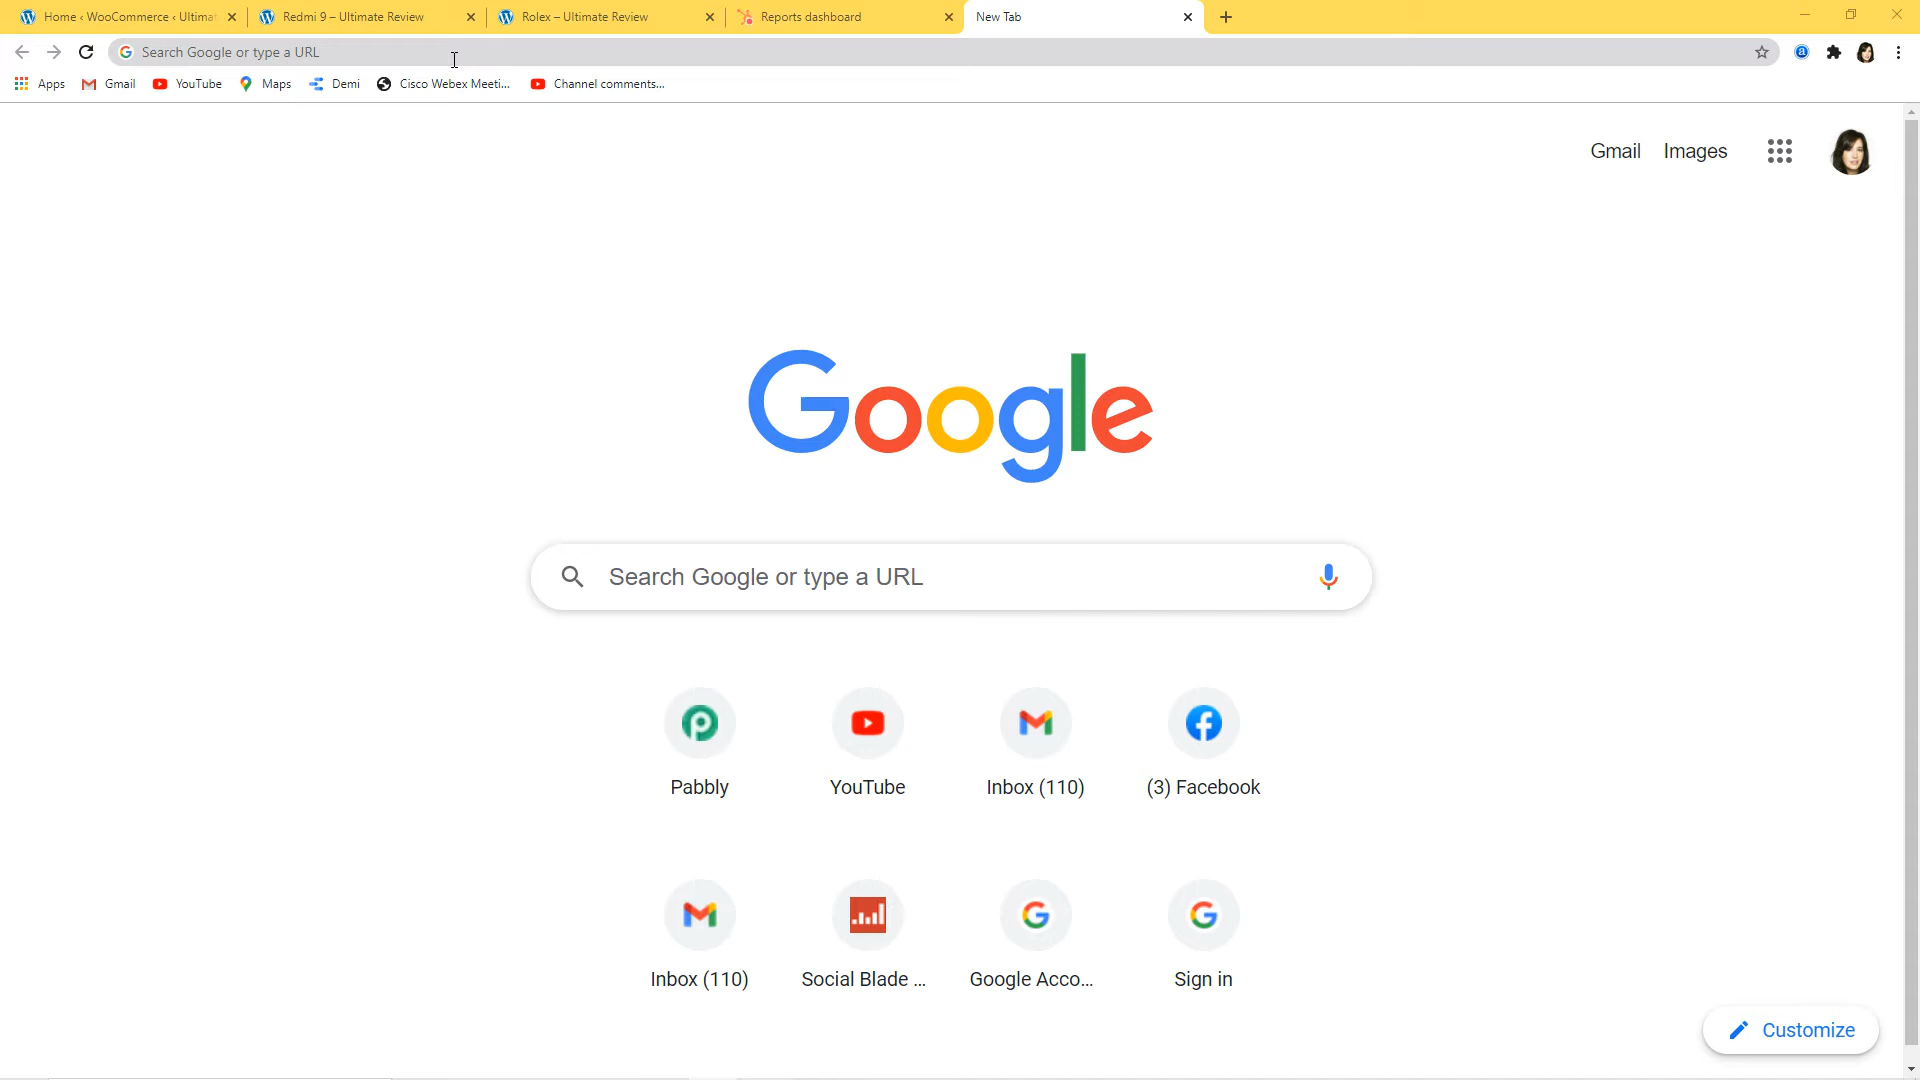 Home ‹ WooCommerce ‹ Ultimat
Redmi 9 – Ultimate Review
Rolex – Ultimate Review
Reports dashboard
New Tab
Search Google or type a URL
Apps
Gmail
YouTube
Maps
Demi
Cisco Webex Meeti...
Channel comments...
Gmail
Images
Google
Search Google or type a URL
Pabbly
YouTube
Inbox (110)
(3) Facebook
Inbox (110)
Social Blade ...
Google Acco...
Sign in
Customize